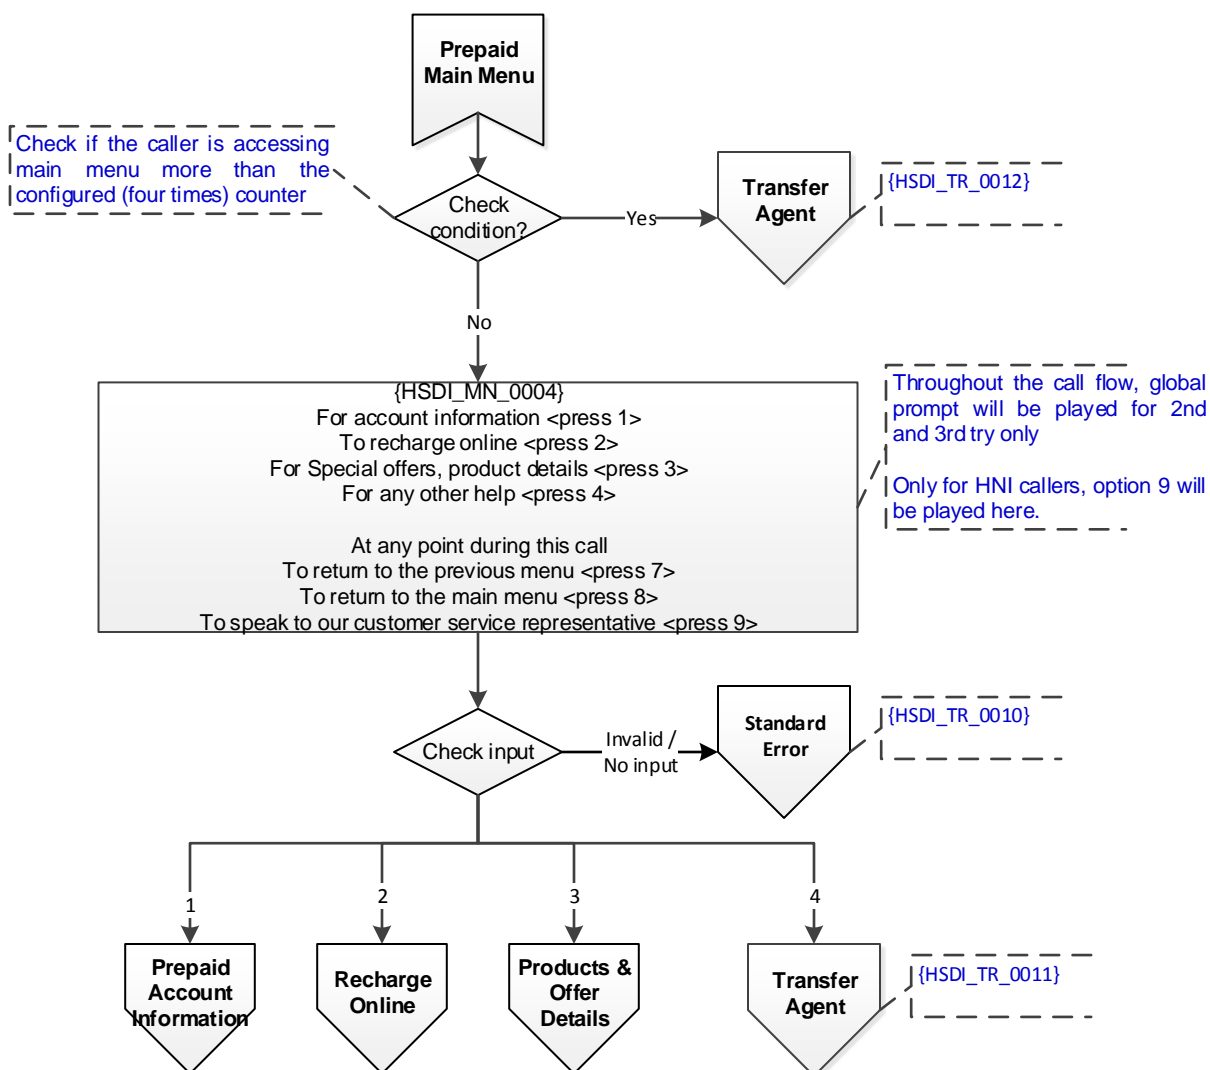 Prepaid
Main Menu
Check if the caller is accessing
main menu more than the
configured (four times) counter
Check
condition?
Yes
Transfer
Agent
{HSDI_TR_0012}
No
{HSDI_MN_0004}
For account information <press 1>
To recharge online <press 2>
For Special offers, product details <press 3>
For any other help <press 4>
At any point during this call
To return to the previous menu <press 7>
To return to the main menu <press 8>
To speak to our customer service representative <press 9>
Throughout the call flow, global
prompt will be played for 2nd
and 3rd try only
Only for HNI callers, option 9 will
be played here.
Check input
Invalid /
No input
Standard
Error
{HSDI_TR_0010}
1
2
3
4
Prepaid
Account
Information
Recharge
Online
Products &
Offer
Details
Transfer
Agent
{HSDI_TR_0011}